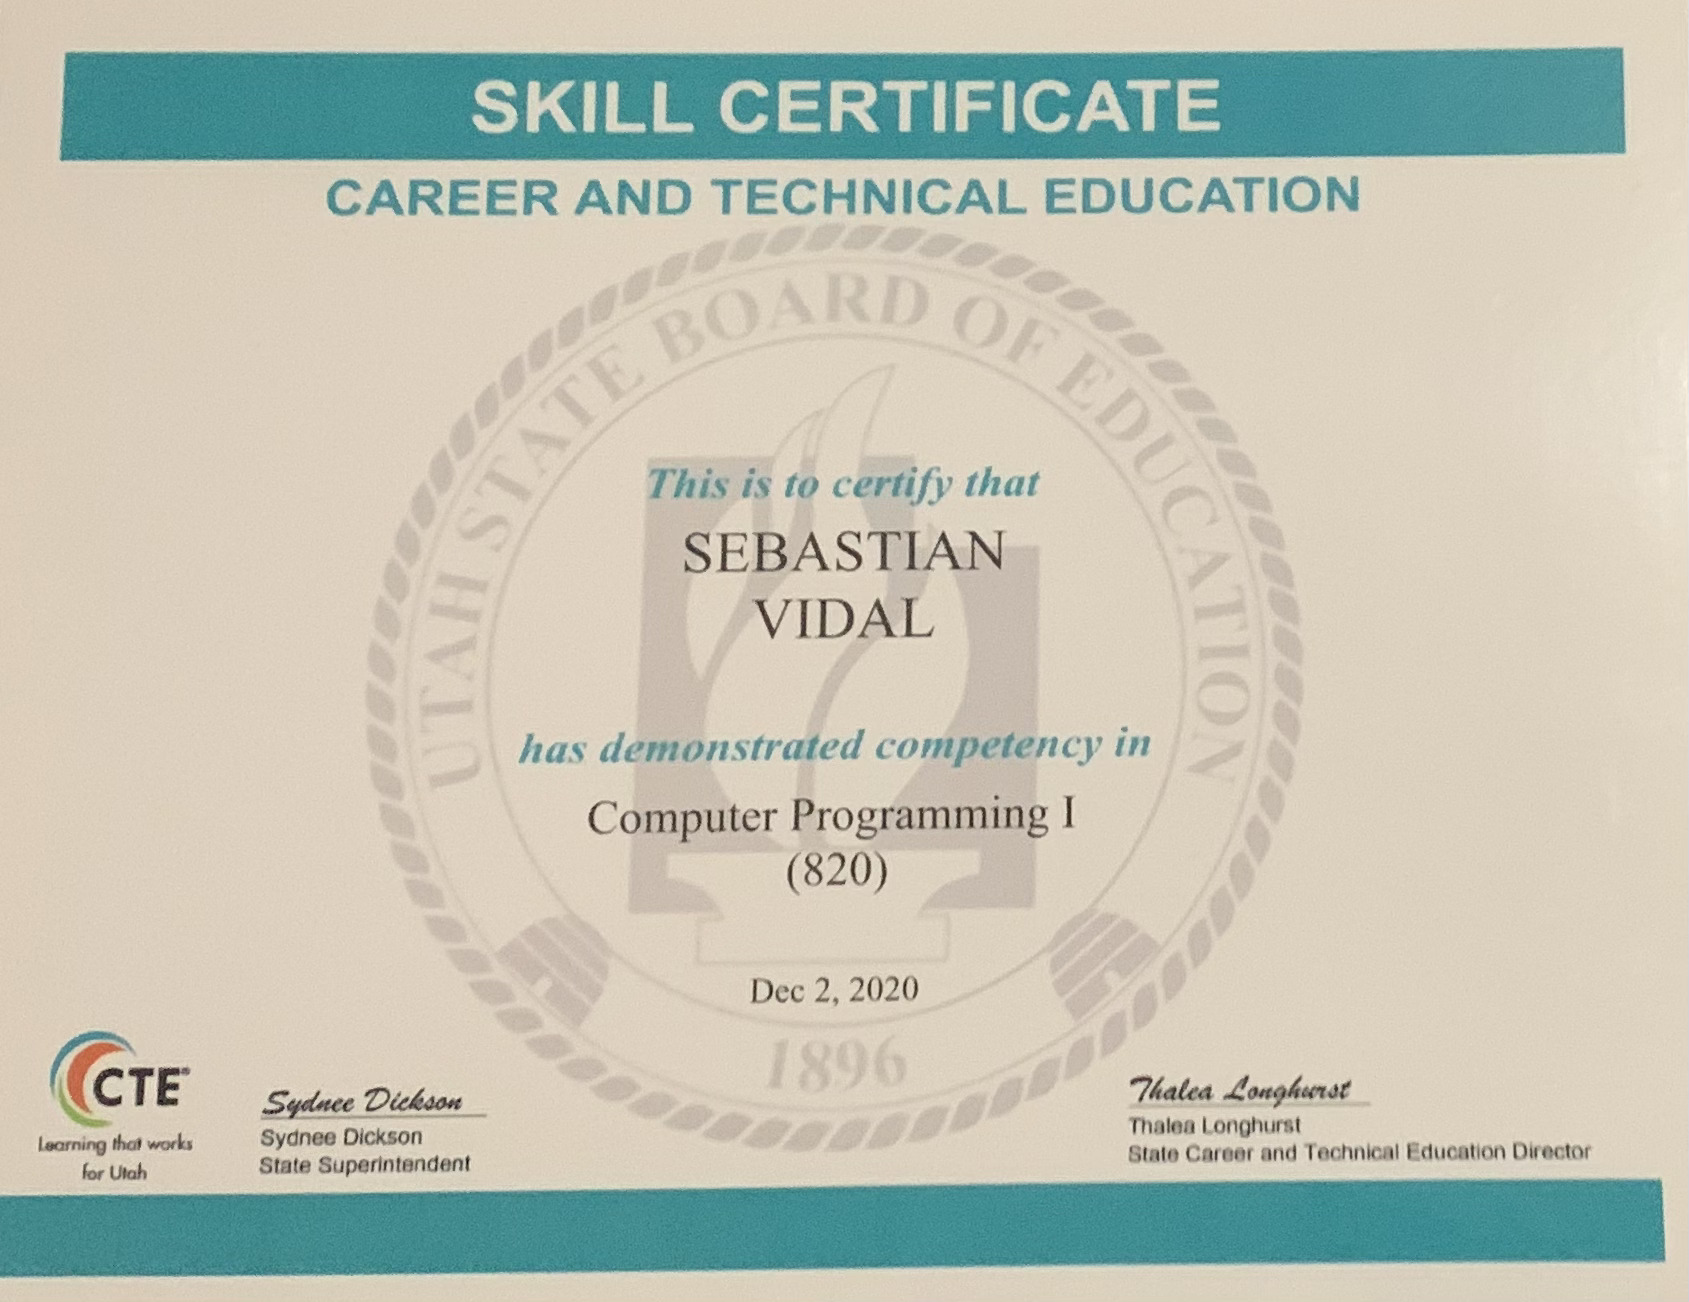 SKILL CERTIFICATE
CAREER AND TECHNICAL EDUCATION
UTAH STATE BOARD OF EDUCATION
This is to certify that
SEBASTIAN
VIDAL
has demonstrated competency in
Computer Programming I
(820)
Dec 2, 2020
1896
CTE®
Learning that works
for Utah
Sydnee Dickson
Sydnee Dickson
State Superintendent
Thalea Longhurst
Thalea Longhurst
State Career and Technical Education Director